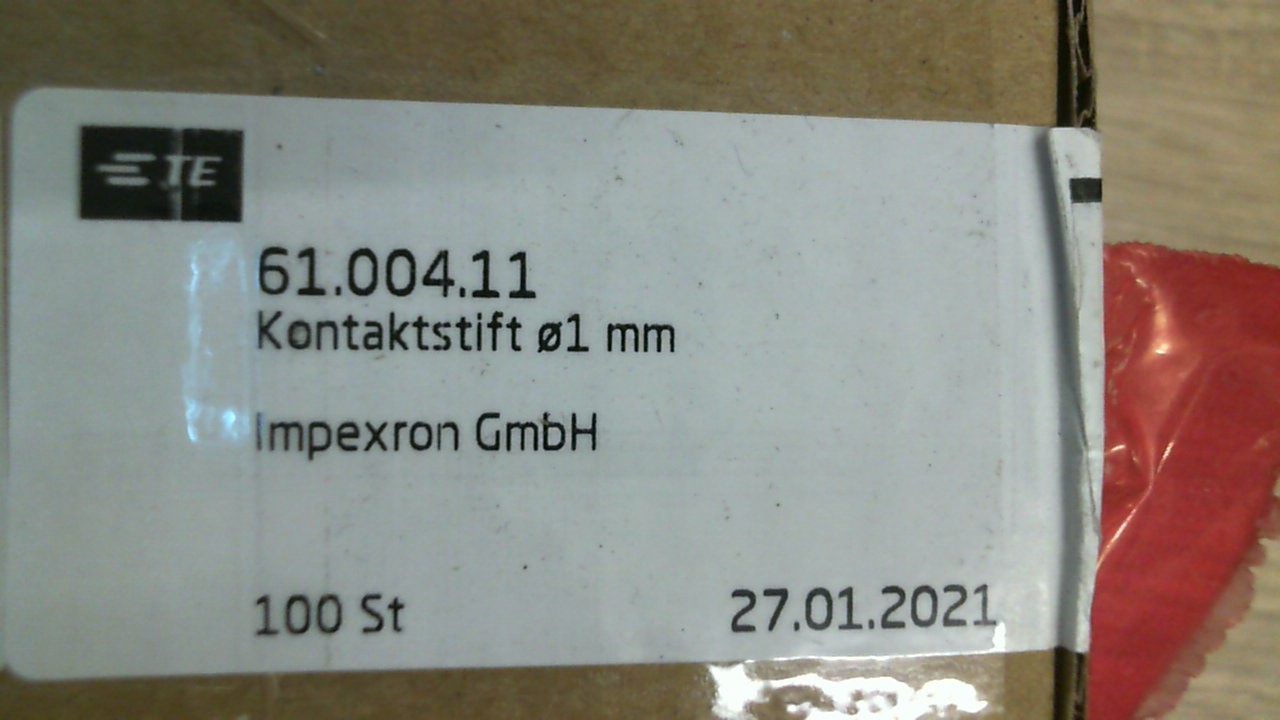 TE
61.004.11
Kontaktstift ø1 mm
Impexron GmbH
100 St 27.01.2021